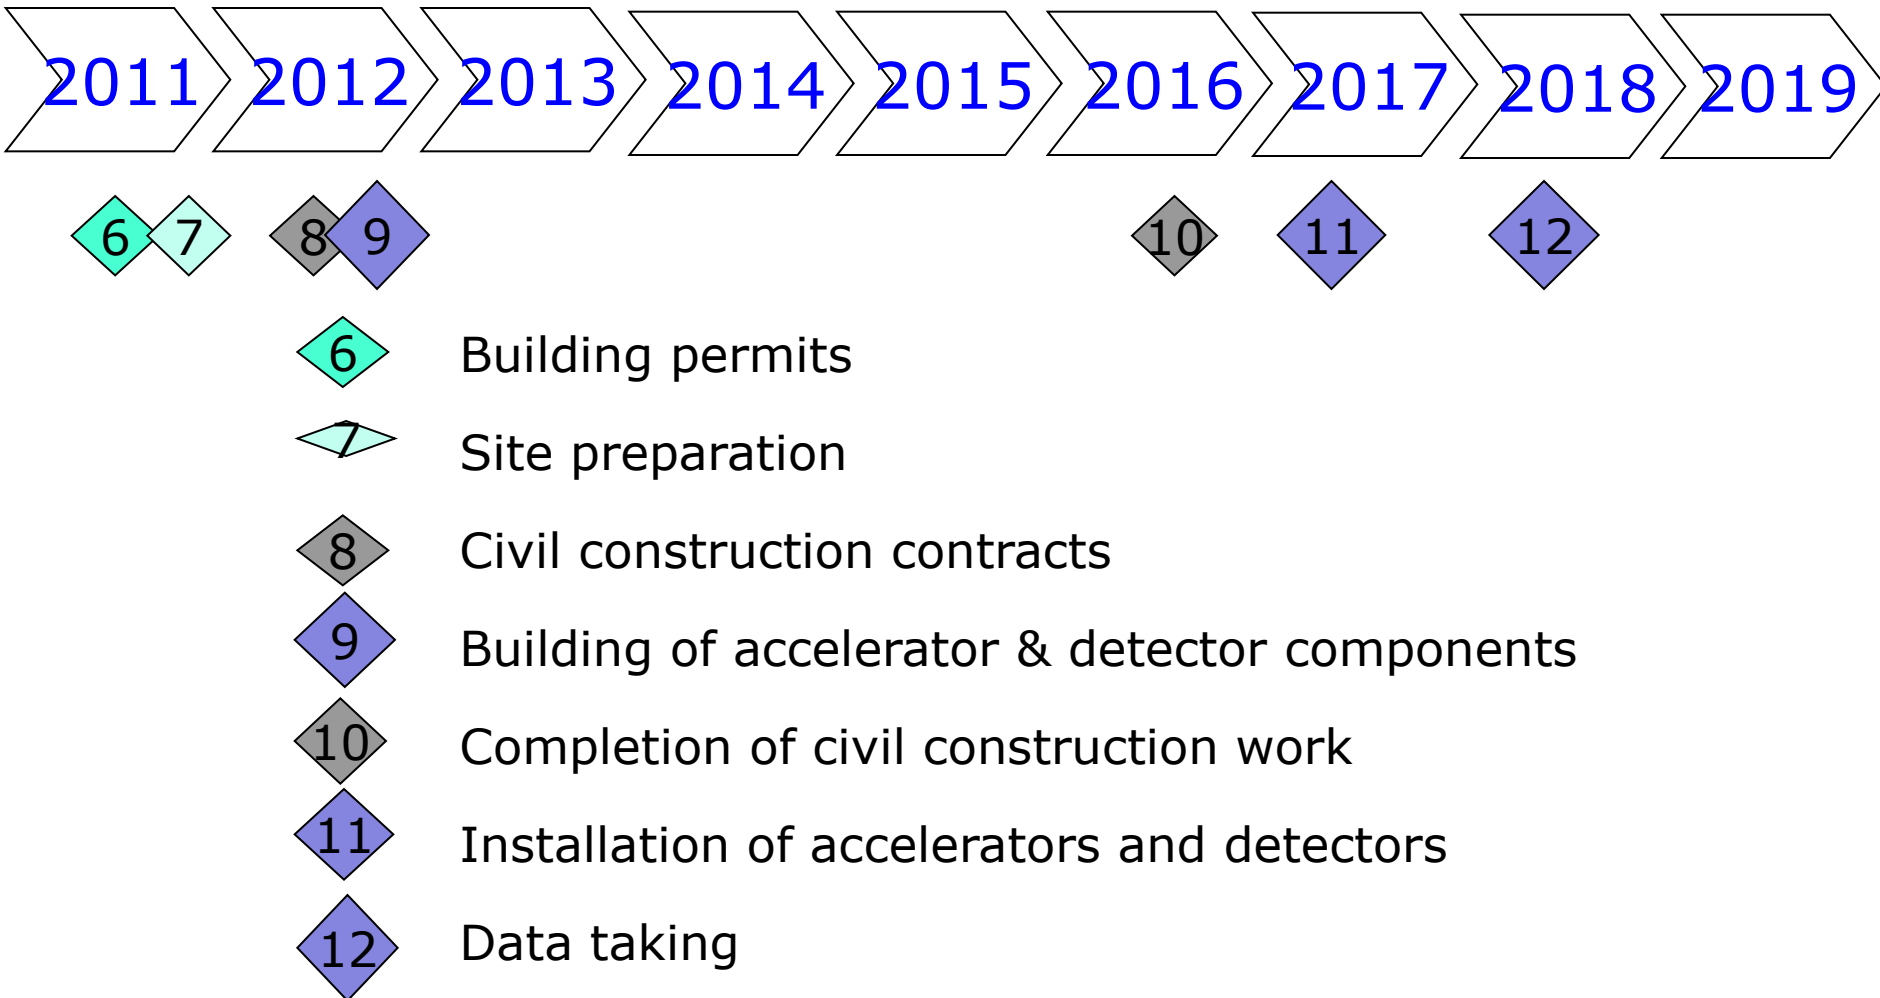 2011 2012 2013 2014 2015 2016 2017 2018 2019
6 7 8 9 10 11 12
6 Building permits
7 Site preparation
8 Civil construction contracts
9 Building of accelerator & detector components
10 Completion of civil construction work
11 Installation of accelerators and detectors
12 Data taking